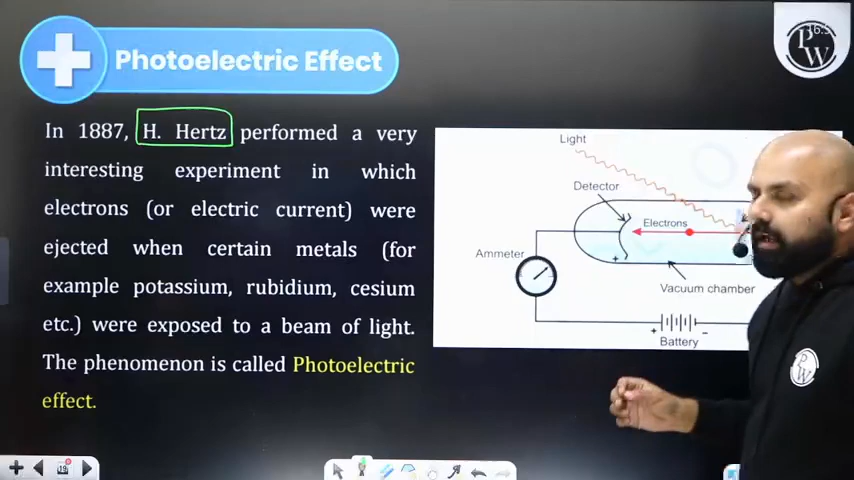 Photoelectric Effect
In 1887, H. Hertz performed a very
interesting experiment in which
electrons (or electric current) were
ejected when certain metals (for
example potassium, rubidium, cesium
etc.) were exposed to a beam of light.
The phenomenon is called Photoelectric
effect.
Light
Detector
Electrons
Ammeter
+
Vacuum chamber
+ -
Battery
P
W
P
W